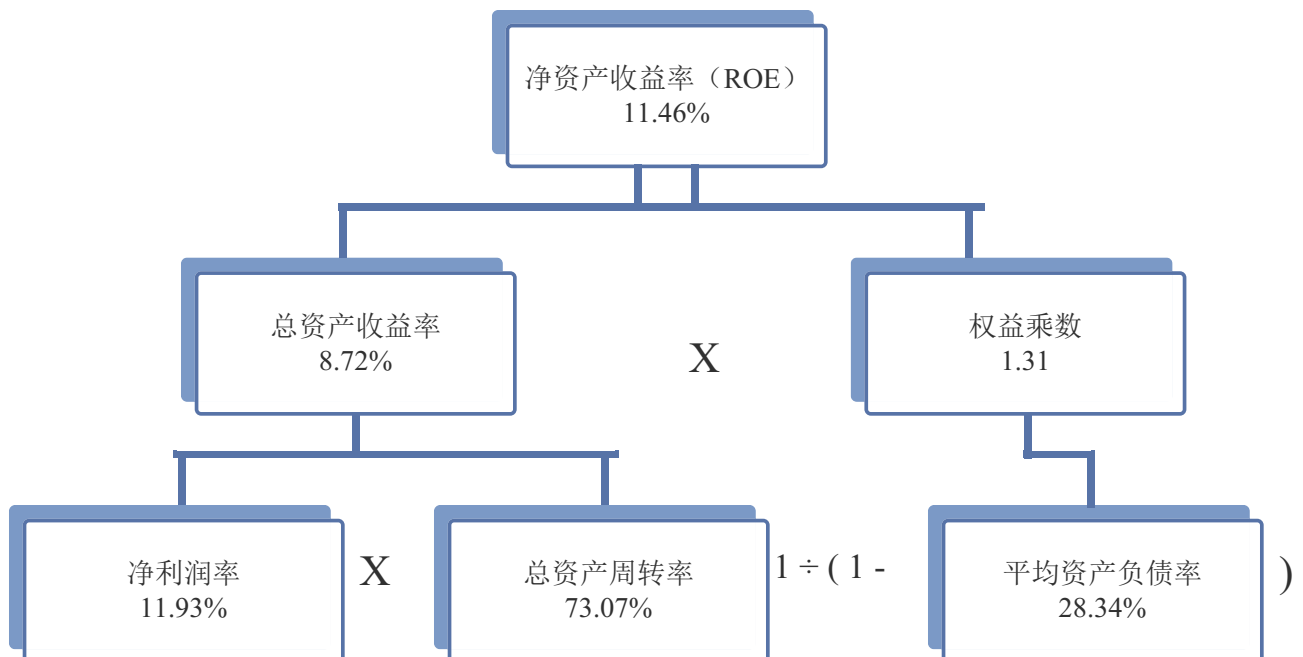 净资产收益率（ROE）
11.46%
总资产收益率
8.72%
X
权益乘数
1.31
净利润率
11.93%
X
总资产周转率
73.07%
1 ÷ ( 1 -
平均资产负债率
28.34%
)